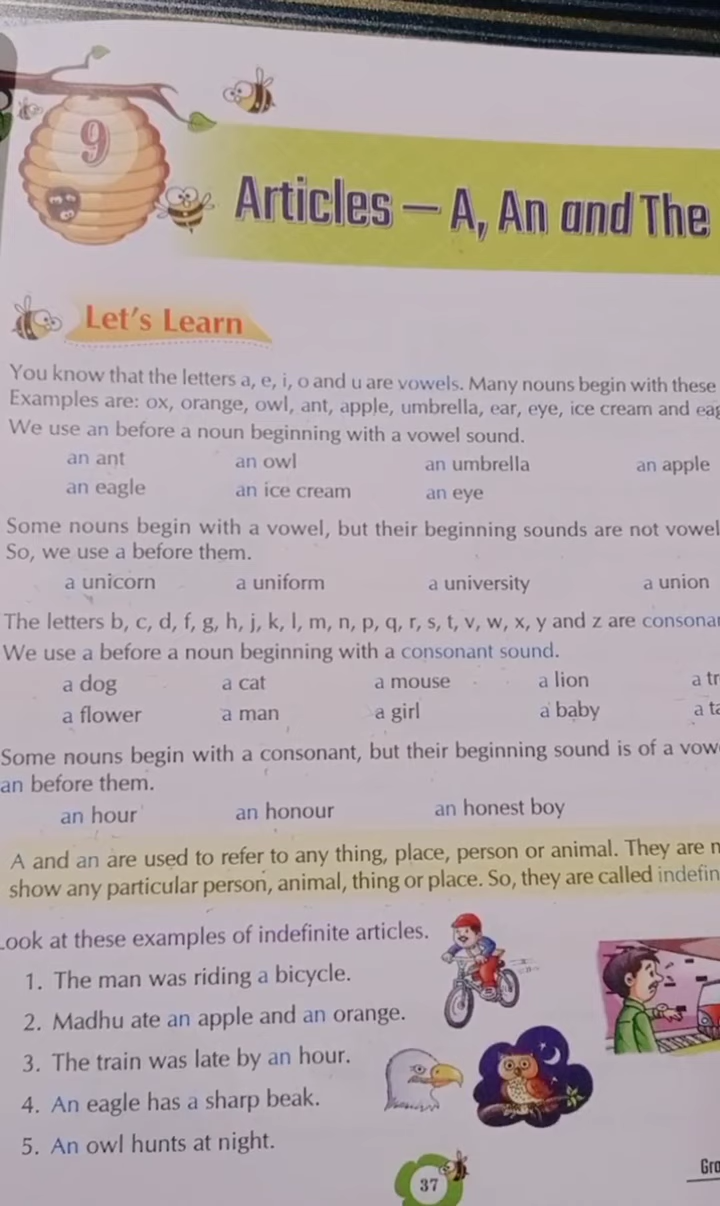 9
Articles — A, An and The
Let's Learn
You know that the letters a, e, i, o and u are vowels. Many nouns begin with these
Examples are: ox, orange, owl, ant, apple, umbrella, ear, eye, ice cream and
We use an before a noun beginning with a vowel sound.
an ant an owl an umbrella an apple
an eagle an ice cream an eye
Some nouns begin with a vowel, but their beginning sounds are not vowel
So, we use a before them.
a unicorn a uniform a university a union
The letters b, c, d, f, g, h, j, k, l, m, n, p, q, r, s, t, v, w, x, y and z are
We use a before a noun beginning with a consonant sound.
a dog a cat a mouse a lion a
a flower a man a girl a baby a
Some nouns begin with a consonant, but their beginning sound is of a
an before them.
an hour an honour an honest boy
A and an are used to refer to any thing, place, person or animal. They are
show any particular person, animal, thing or place. So, they are called
Look at these examples of indefinite articles.
1. The man was riding a bicycle.
2. Madhu ate an apple and an orange.
3. The train was late by an hour.
4. An eagle has a sharp beak.
5. An owl hunts at night.
37